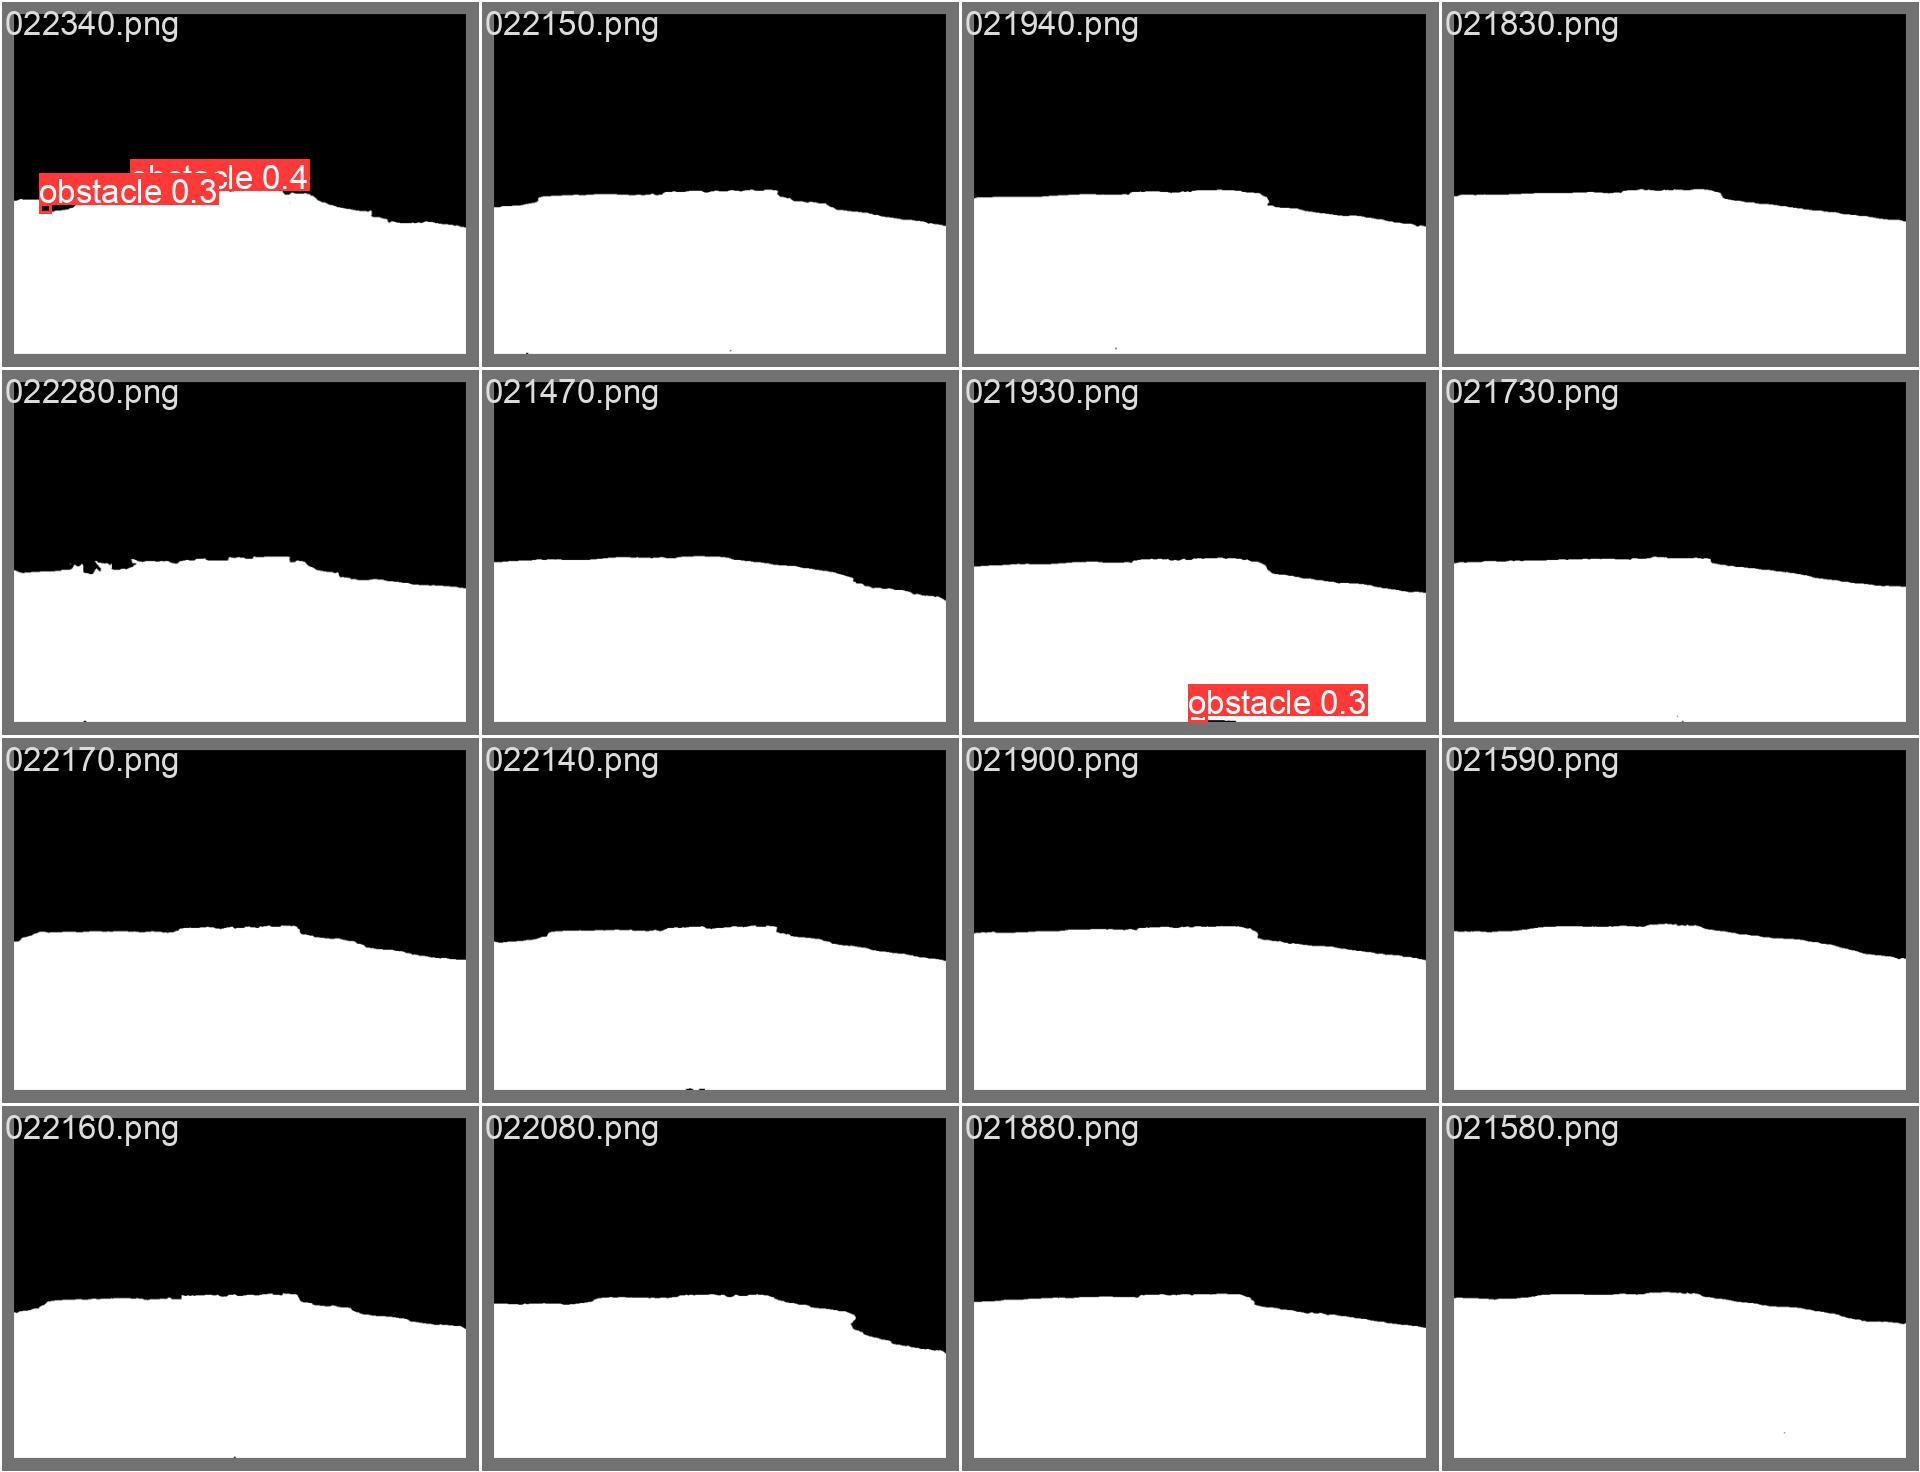 022340.png 022150.png 021940.png 021830.png
obstacle 0.4
obstacle 0.3
022280.png 021470.png 021930.png 021730.png
obstacle 0.3
022170.png 022140.png 021900.png 021590.png
022160.png 022080.png 021880.png 021580.png